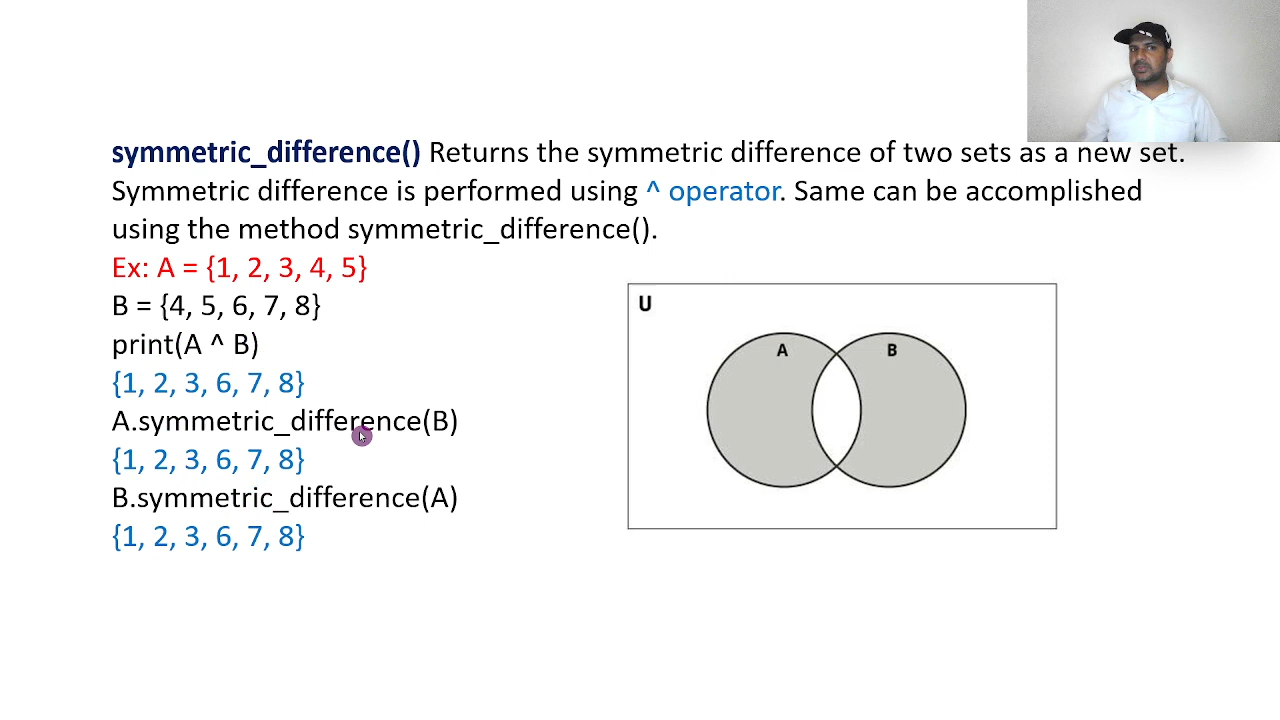 symmetric_difference() Returns the symmetric difference of two sets as a new set.
Symmetric difference is performed using ^ operator. Same can be accomplished
using the method symmetric_difference().
Ex: A = {1, 2, 3, 4, 5}
B = {4, 5, 6, 7, 8}
print(A ^ B)
{1, 2, 3, 6, 7, 8}
A.symmetric_difference(B)
{1, 2, 3, 6, 7, 8}
B.symmetric_difference(A)
{1, 2, 3, 6, 7, 8}
U
A
B